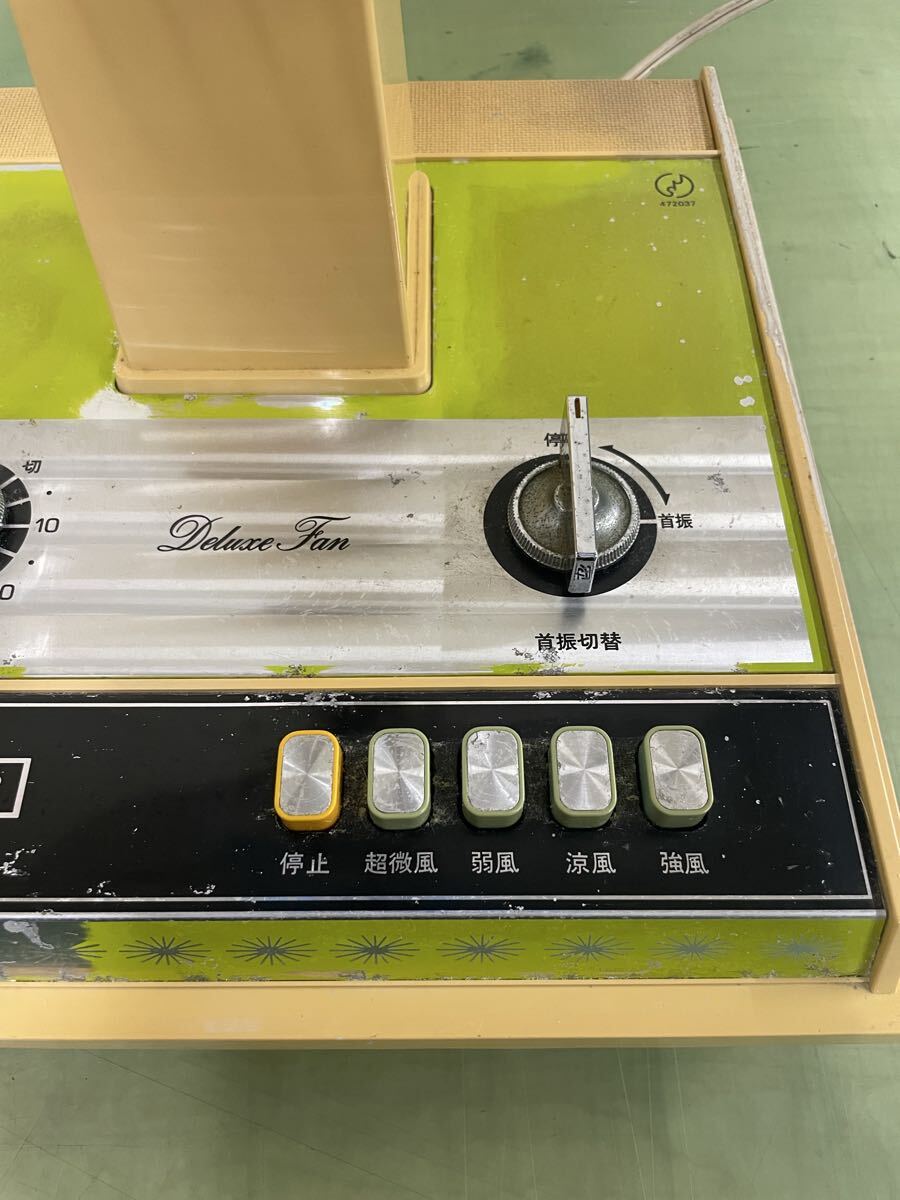 472037
切
10
Deluxe Fan
停
首振
首振切替
停止 超微風 弱風 涼風 強風